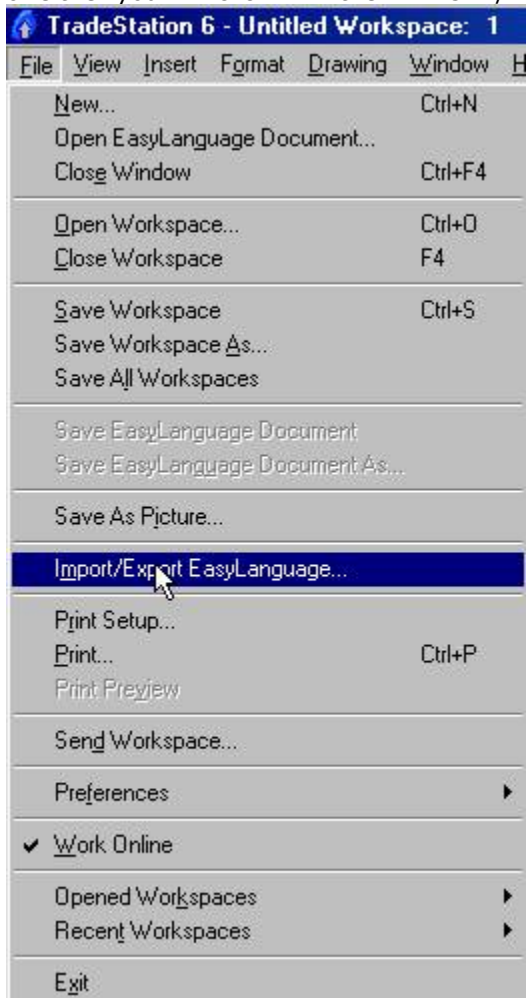 TradeStation 6 - Untitled Workspace: 1
File View Insert Format Drawing Window H
New... Ctrl+N
Open EasyLanguage Document...
Close Window Ctrl+F4
Open Workspace... Ctrl+O
Close Workspace F4
Save Workspace Ctrl+S
Save Workspace As...
Save All Workspaces
Save EasyLanguage Document
Save EasyLanguage Document As...
Save As Picture...
Import/Export EasyLanguage...
Print Setup...
Print... Ctrl+P
Print Preview
Send Workspace...
Preferences
Work Online
Opened Workspaces
Recent Workspaces
Exit